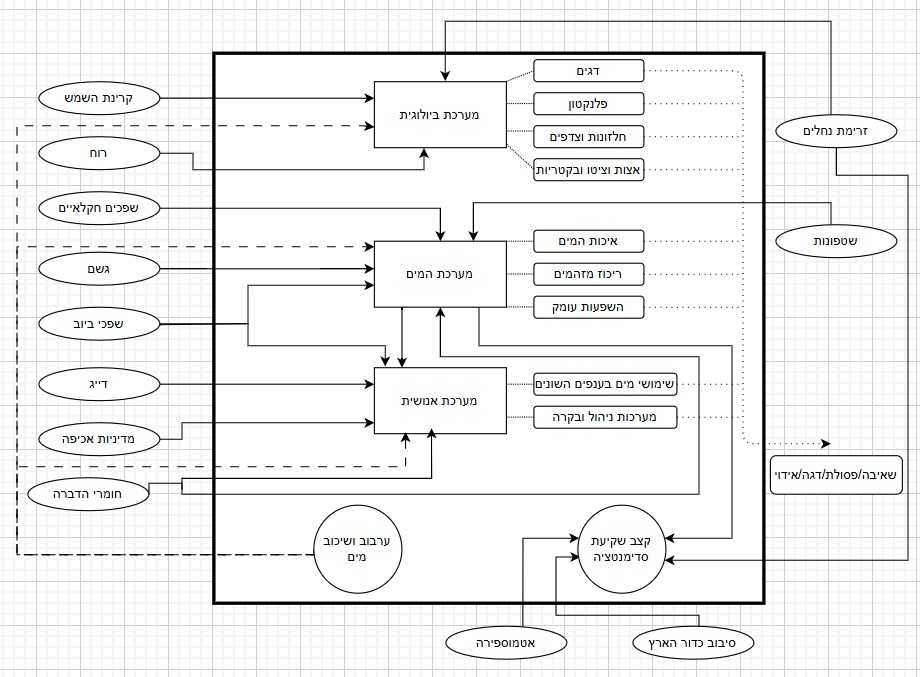 קרינת השמש
רוח
שפכים חקלאיים
גשם
שפכי ביוב
דייג
מדיניות אכיפה
חומרי הדברה
מערכת ביולוגית
דגים
פלנקטון
חלזונות וצדפים
אצות וציטו ובקטריות
מערכת המים
איכות המים
ריכוז מזהמים
השפעות עומק
מערכת אנושית
שימושי מים בענפים השונים
מערכות ניהול ובקרה
זרימת נחלים
שטפונות
שאיבה/פסולת/דגה/אידוי
ערבוב ושיכוב
מים
קצב שקיעת
סדימנטציה
אטמוספירה
סיבוב כדור הארץ